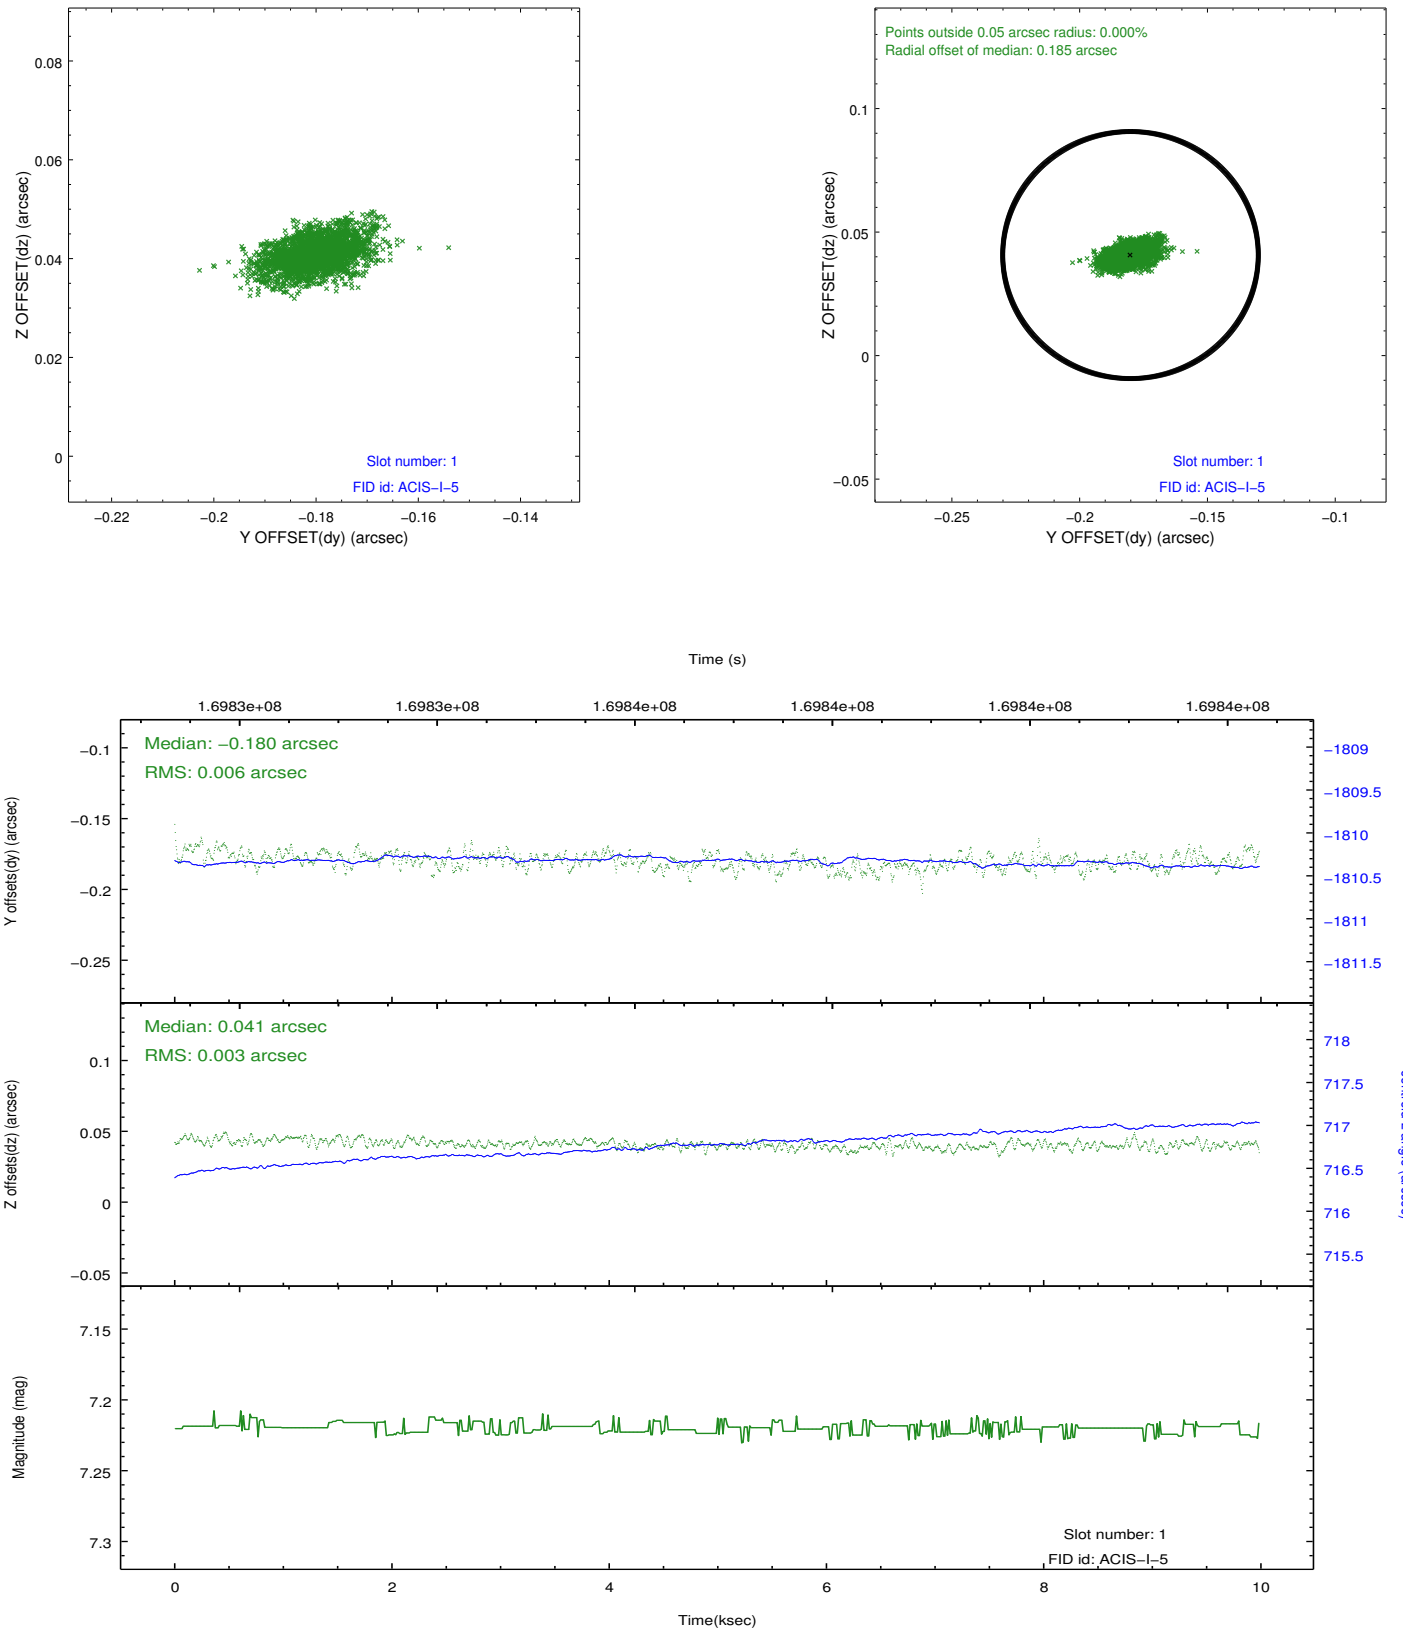 0.08
0.06
0.04
0.02
0
Z OFFSET(dz) (arcsec)
Slot number: 1
FID id: ACIS−I−5
−0.22
−0.2
−0.18
−0.16
−0.14
Y OFFSET(dy) (arcsec)
Points outside 0.05 arcsec radius: 0.000%
Radial offset of median: 0.185 arcsec
0.1
0.05
0
−0.05
Z OFFSET(dz) (arcsec)
Slot number: 1
FID id: ACIS−I−5
−0.25
−0.2
−0.15
−0.1
Y OFFSET(dy) (arcsec)
Time (s)
1.6983e+08
1.6983e+08
1.6984e+08
1.6984e+08
1.6984e+08
1.6984e+08
Median: −0.180 arcsec
RMS: 0.006 arcsec
−0.1
−0.15
−0.2
−0.25
Y offsets(dy) (arcsec)
−1809
−1809.5
−1810
−1810.5
−1811
−1811.5
Median: 0.041 arcsec
RMS: 0.003 arcsec
0.1
0.05
0
−0.05
Z offsets(dz) (arcsec)
718
717.5
717
716.5
716
715.5
7.15
7.2
7.25
7.3
Magnitude (mag)
Slot number: 1
FID id: ACIS−I−5
0
2
4
6
8
10
Time(ksec)